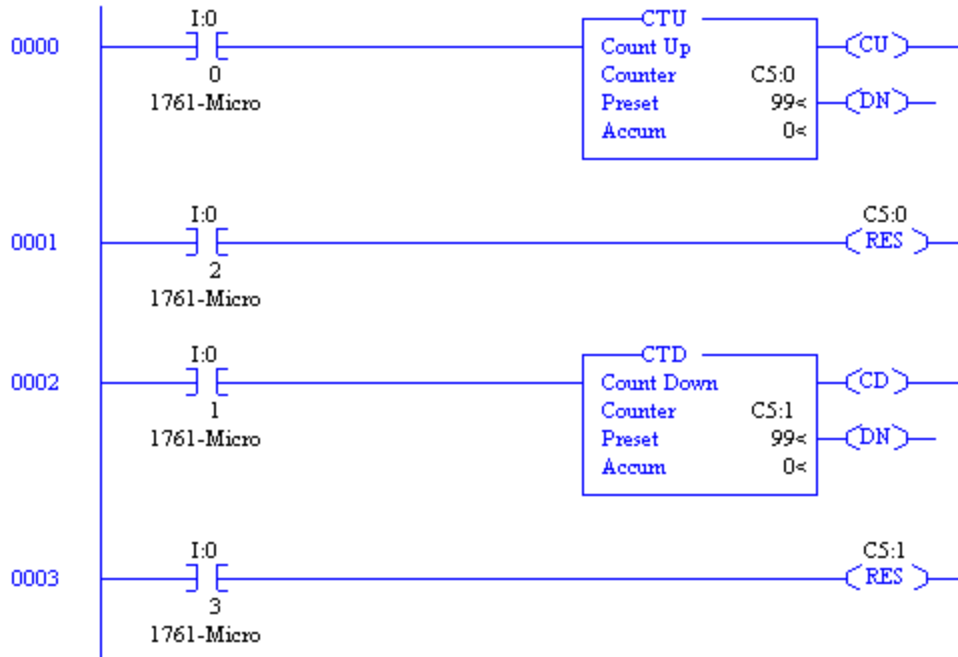 I:0 CTU
0000 Count Up CU
0 Counter C5:0
1761-Micro Preset 99< DN
Accum 0<
I:0 C5:0
0001 RES
2
1761-Micro
I:0 CTD
0002 Count Down CD
1 Counter C5:1
1761-Micro Preset 99< DN
Accum 0<
I:0 C5:1
0003 RES
3
1761-Micro